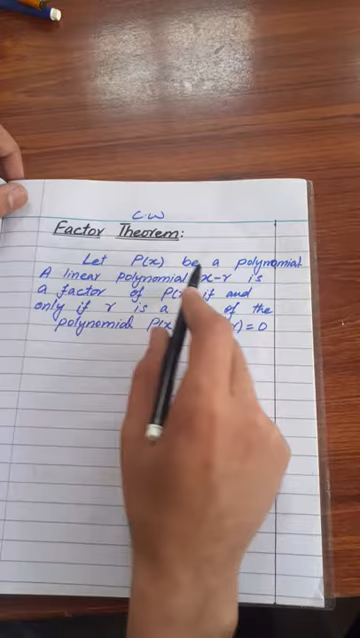 C.W
Factor Theorem:
Let P(x) be a polynomial
A linear polynomial x-r is
a factor of P(x) if and
only if r is a of the
polynomial P(x r) = 0